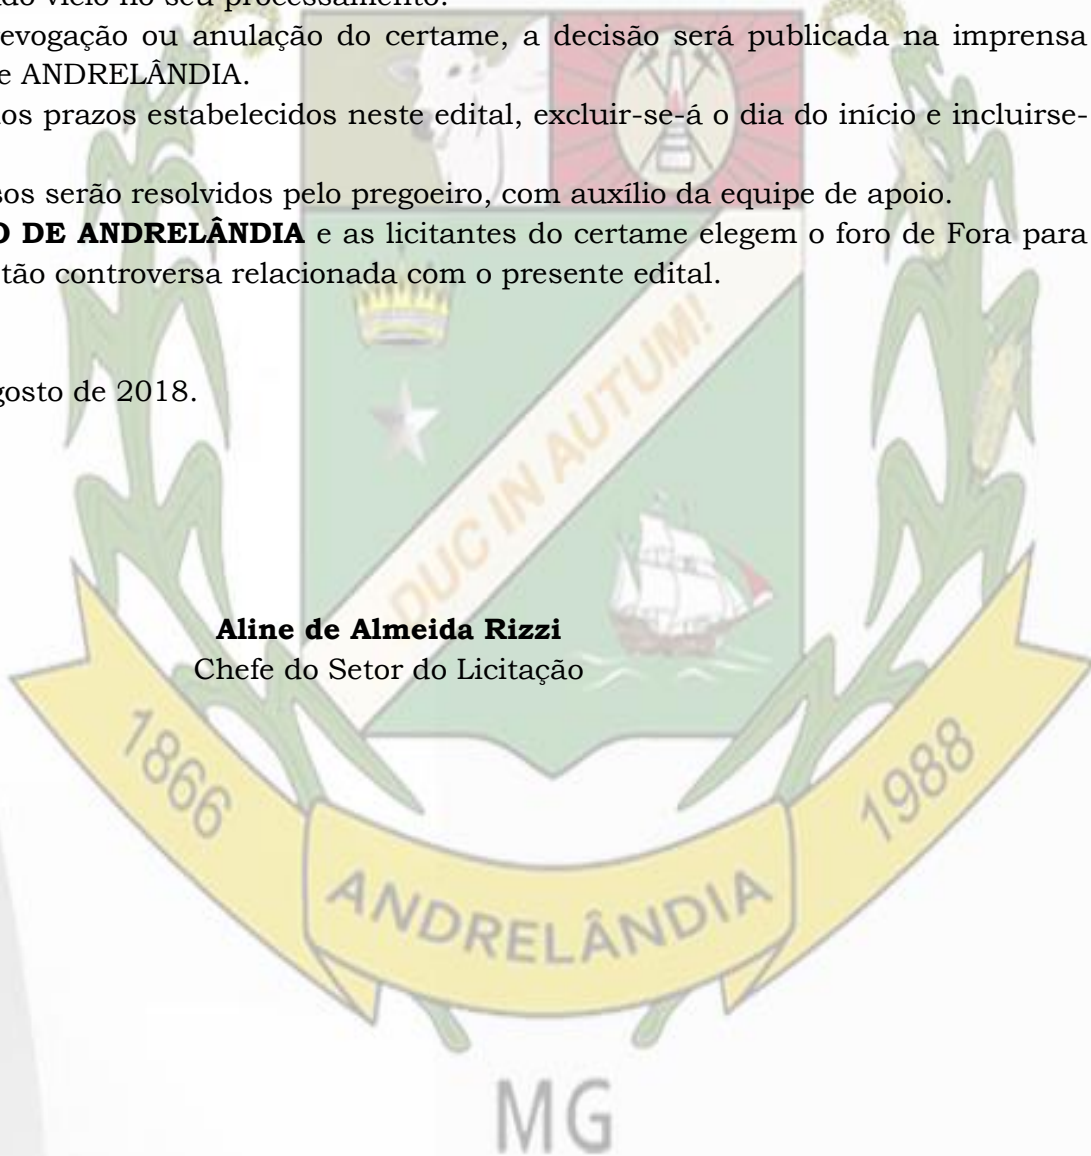 vício no seu processamento.
evogação ou anulação do certame, a decisão será publicada na imprensa
e ANDRELÂNDIA.
os prazos estabelecidos neste edital, excluir-se-á o dia do início e incluirse-
sos serão resolvidos pelo pregoeiro, com auxílio da equipe de apoio.
O DE ANDRELÂNDIA e as licitantes do certame elegem o foro de Fora para
tão controversa relacionada com o presente edital.
gosto de 2018.
DUC IN AUTUM!
Aline de Almeida Rizzi
Chefe do Setor do Licitação
1866
1988
ANDRELÂNDIA
MG